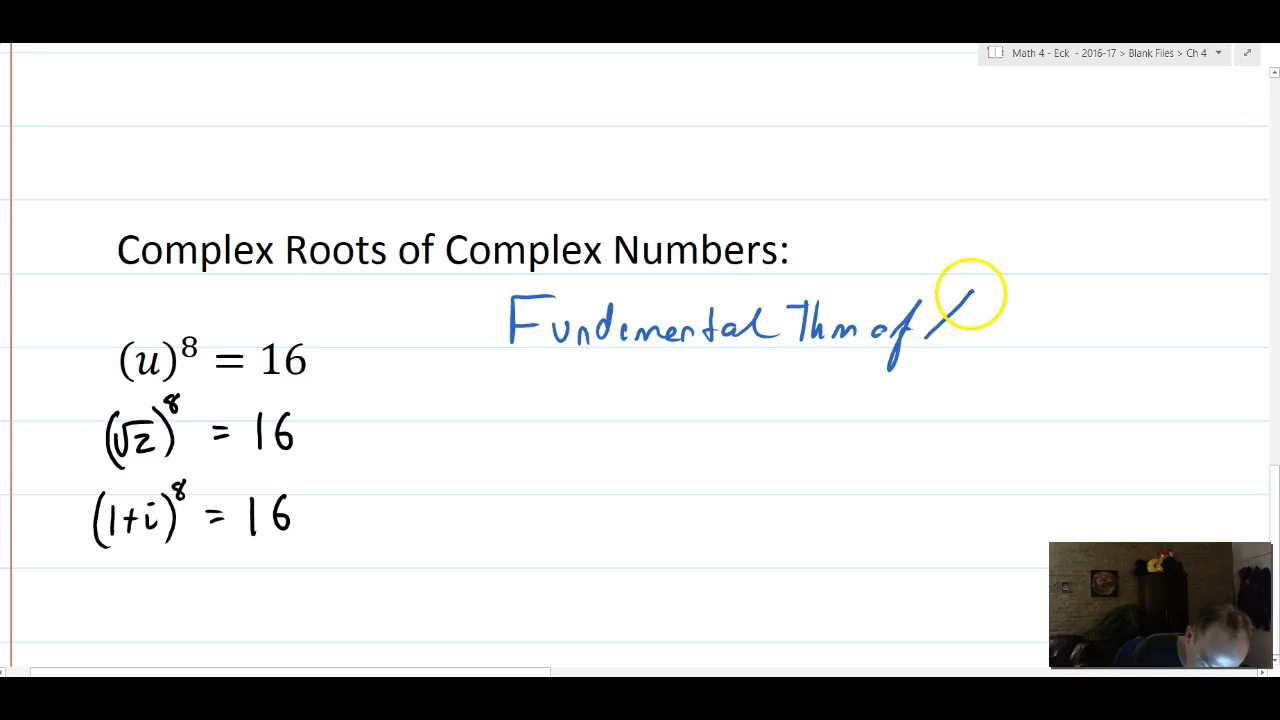 Math 4 - Eck - 2016-17 > Blank Files > Ch 4
Complex Roots of Complex Numbers:
Fundemental Thm of
(u)⁸ = 16
(√2)⁸ = 16
(1+i)⁸ = 16